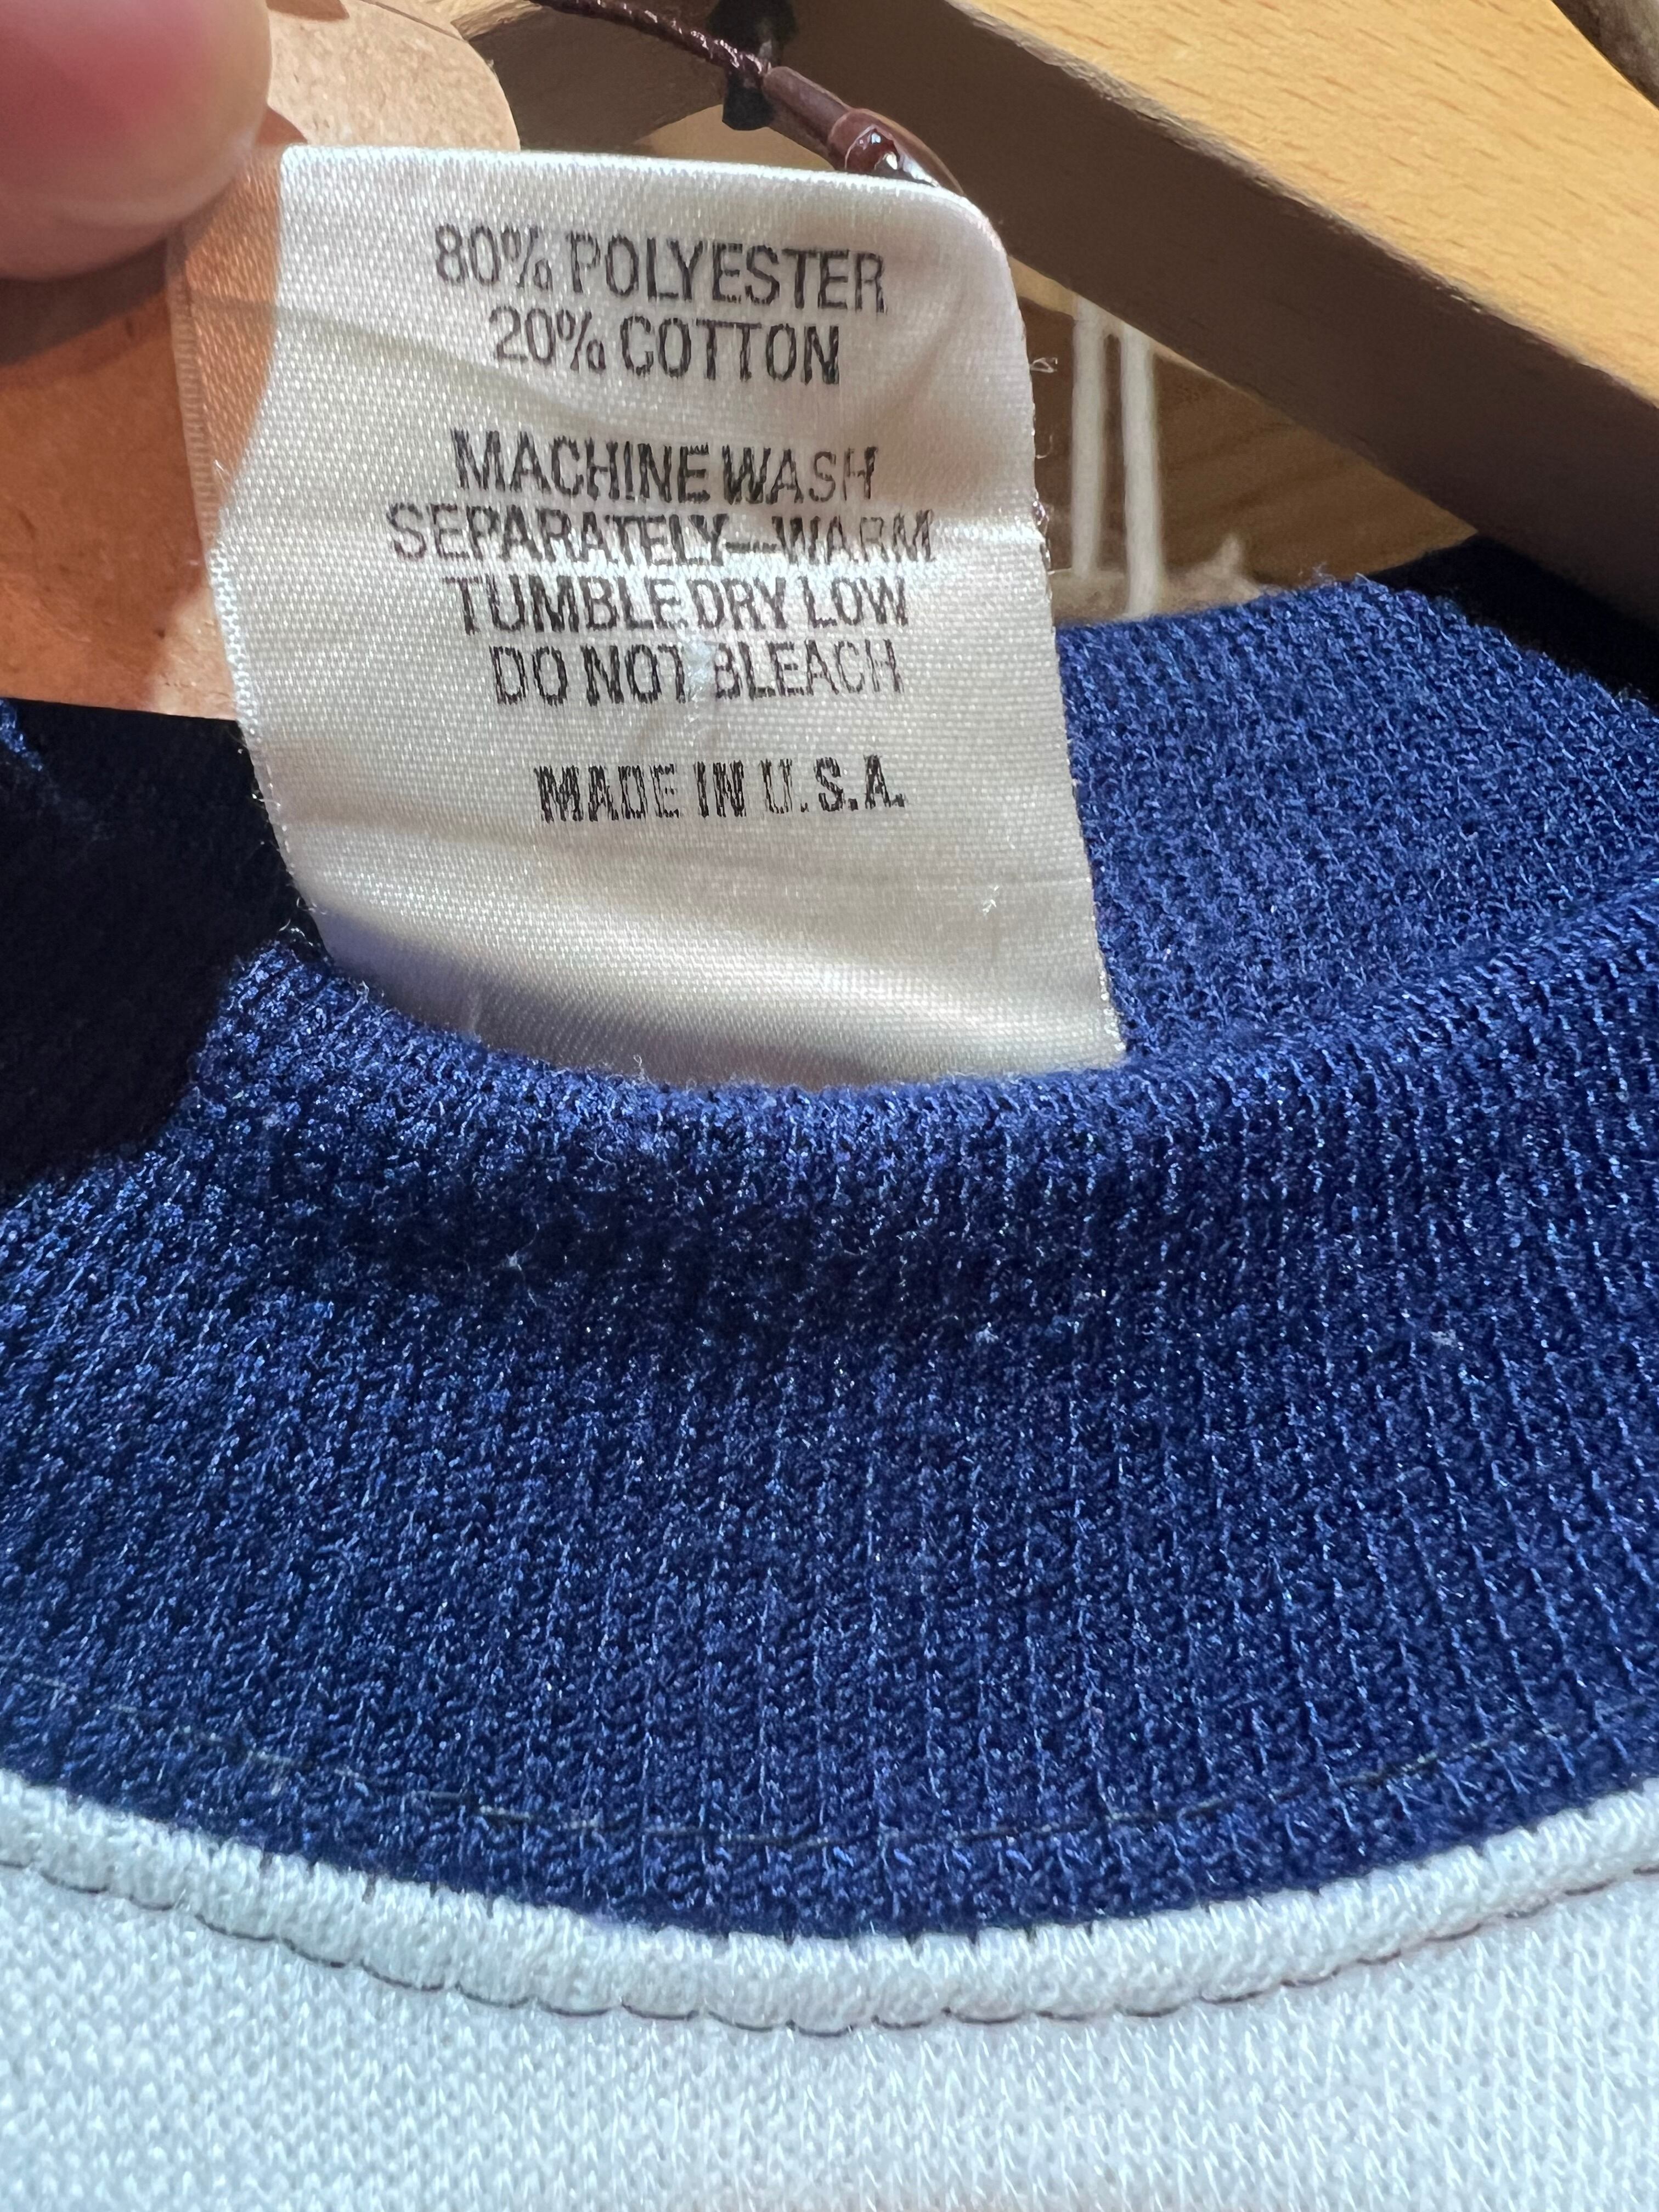 80% POLYESTER
20% COTTON
MACHINE WASH
SEPARATELY—WARM
TUMBLE DRY LOW
DO NOT BLEACH
MADE IN U.S.A.